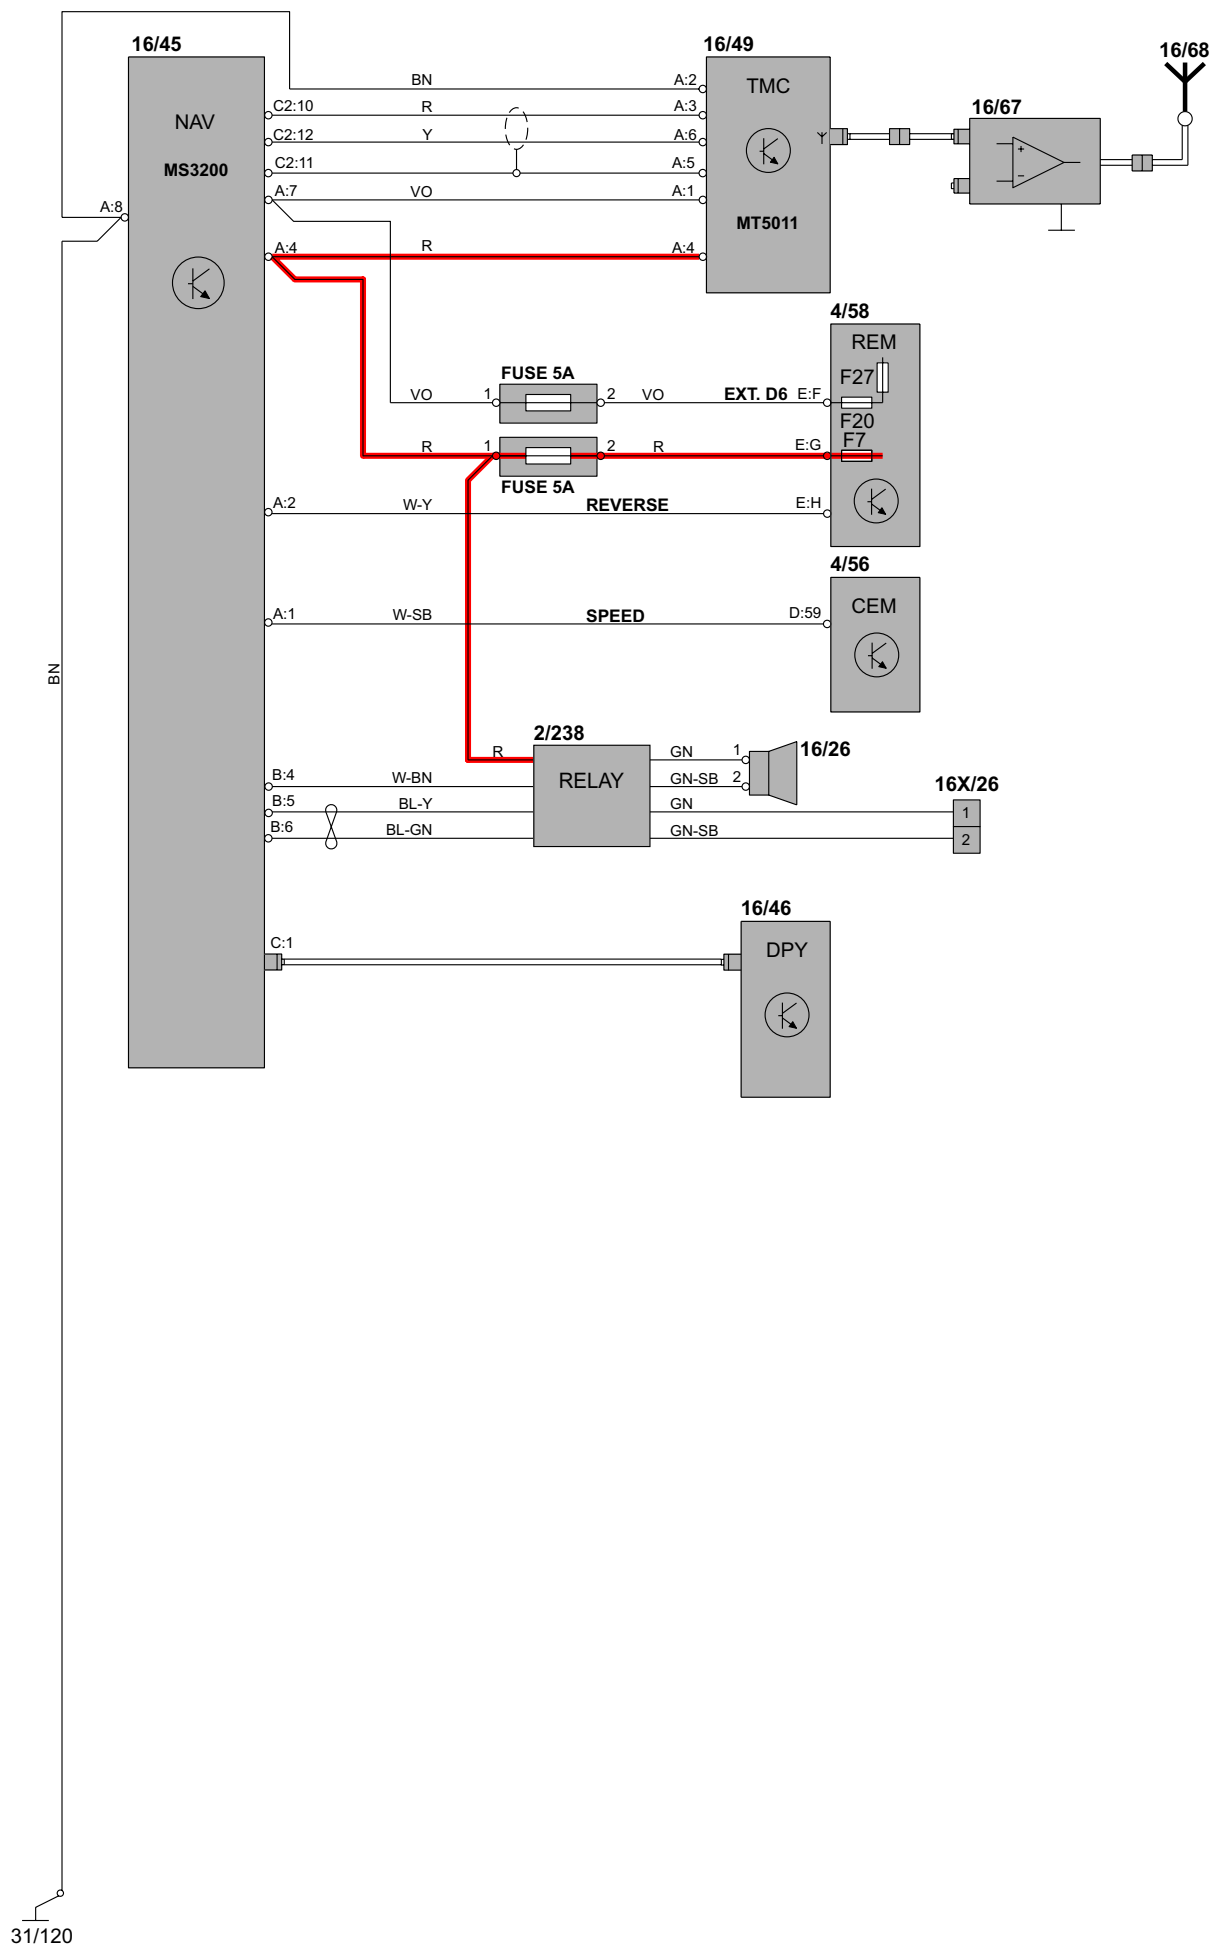 16/45
16/49
16/68
BN
A:2
TMC
16/67
C2:10
R
A:3
NAV
C2:12
Y
A:6
+
MS3200
C2:11
A:5
−
A:7
VO
A:1
A:8
MT5011
A:4
R
A:4
4/58
REM
FUSE 5A
F27
VO
1
2
VO
EXT. D6
E:F
F20
R
1
2
R
E:G
F7
FUSE 5A
A:2
W-Y
REVERSE
E:H
4/56
CEM
A:1
W-SB
SPEED
D:59
BN
2/238
R
RELAY
GN
1
16/26
B:4
W-BN
GN-SB
2
16X/26
B:5
BL-Y
GN
1
B:6
BL-GN
GN-SB
2
16/46
C:1
DPY
31/120